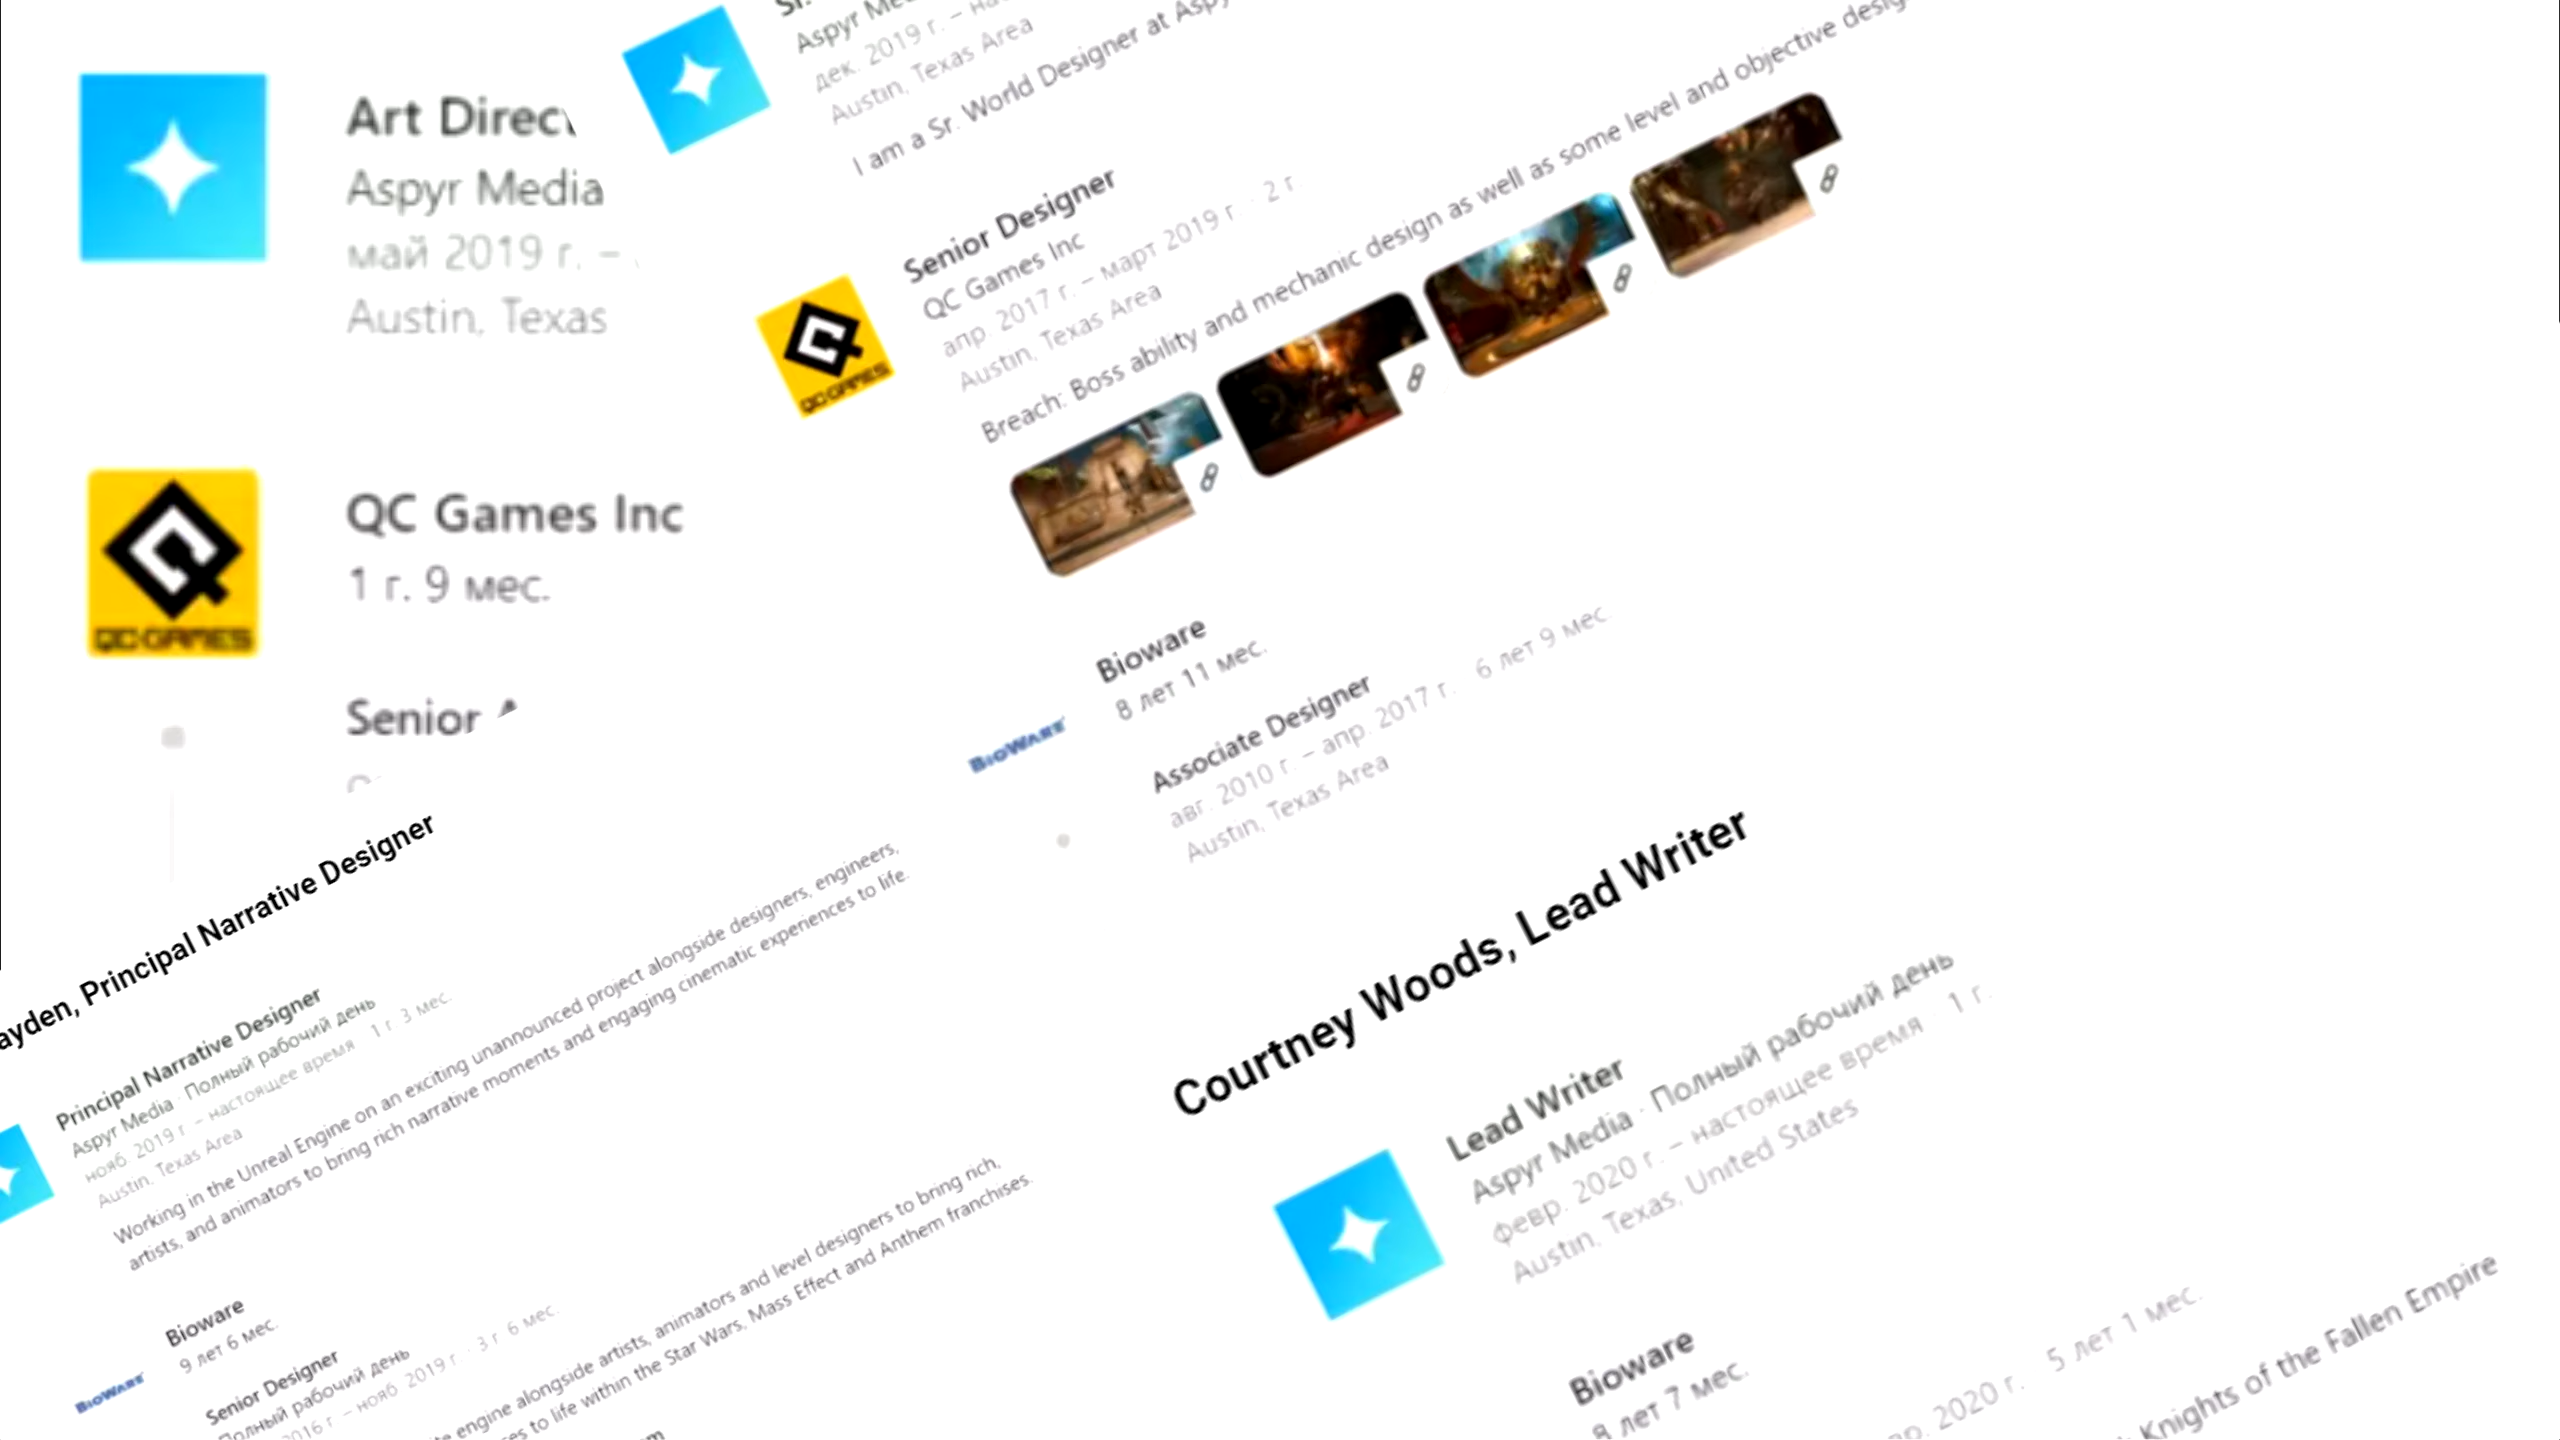 Art Direc
Aspyr Media
май 2019 г. –
Austin, Texas
QC GAMES
QC Games Inc
1 г. 9 мес.
Senior
Sr.
Aspyr
дек. 2019 г. –
Austin, Texas Area
I am a Sr. World Designer at
QC GAMES
Senior Designer
QC Games Inc
апр. 2017 г. – март 2019 г. · 2 г.
Austin, Texas Area
Breach: Boss ability and mechanic design as well as some level and objective
BIOWARE
Bioware
8 лет 11 мес.
Associate Designer
авг. 2010 г. – апр. 2017 г. 6 лет 9 мес.
Austin, Texas Area
ayden, Principal Narrative Designer
Principal Narrative Designer
Aspyr Media · Полный рабочий день
нояб. 2019 г. – настоящее время · 1 г. 3 мес.
Austin, Texas Area
Working in the Unreal Engine on an exciting unannounced project alongside designers, engineers,
artists, and animators to bring rich narrative moments and engaging cinematic experiences to life.
BIOWARE
Bioware
9 лет 6 мес.
Senior Designer
Полный рабочий день
2016 г. – нояб. 2019 г. · 3 г. 6 мес.
engine alongside artists, animators and level designers to bring rich,
to life within the Star Wars, Mass Effect and Anthem franchises.
Courtney Woods, Lead Writer
Lead Writer
Aspyr Media · Полный рабочий день
февр. 2020 г. – настоящее время · 1 г.
Austin, Texas, United States
Bioware
8 лет 7 мес.
2020 г. 5 лет 1 мес.
Knights of the Fallen Empire